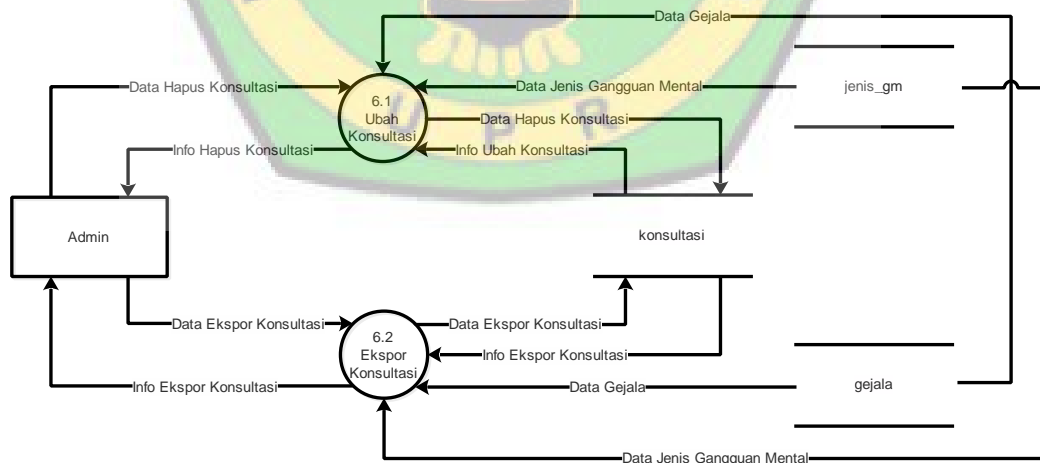 Data Gejala
Data Hapus Konsultasi
Data Jenis Gangguan Mental
jenis_gm
6.1
Ubah
Konsultasi
Data Hapus Konsultasi
Info Hapus Konsultasi
Info Ubah Konsultasi
U P R
Admin
konsultasi
Data Ekspor Konsultasi
6.2
Ekspor
Konsultasi
Data Ekspor Konsultasi
Info Ekspor Konsultasi
Info Ekspor Konsultasi
Data Gejala
gejala
Data Jenis Gangguan Mental